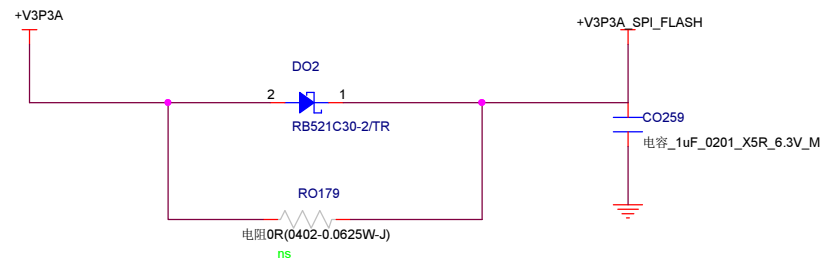 +V3P3A
+V3P3A_SPI_FLASH
DO2
2
1
RB521C30-2/TR
CO259
电容_1uF_0201_X5R_6.3V_M
RO179
电阻0R(0402-0.0625W-J)
ns